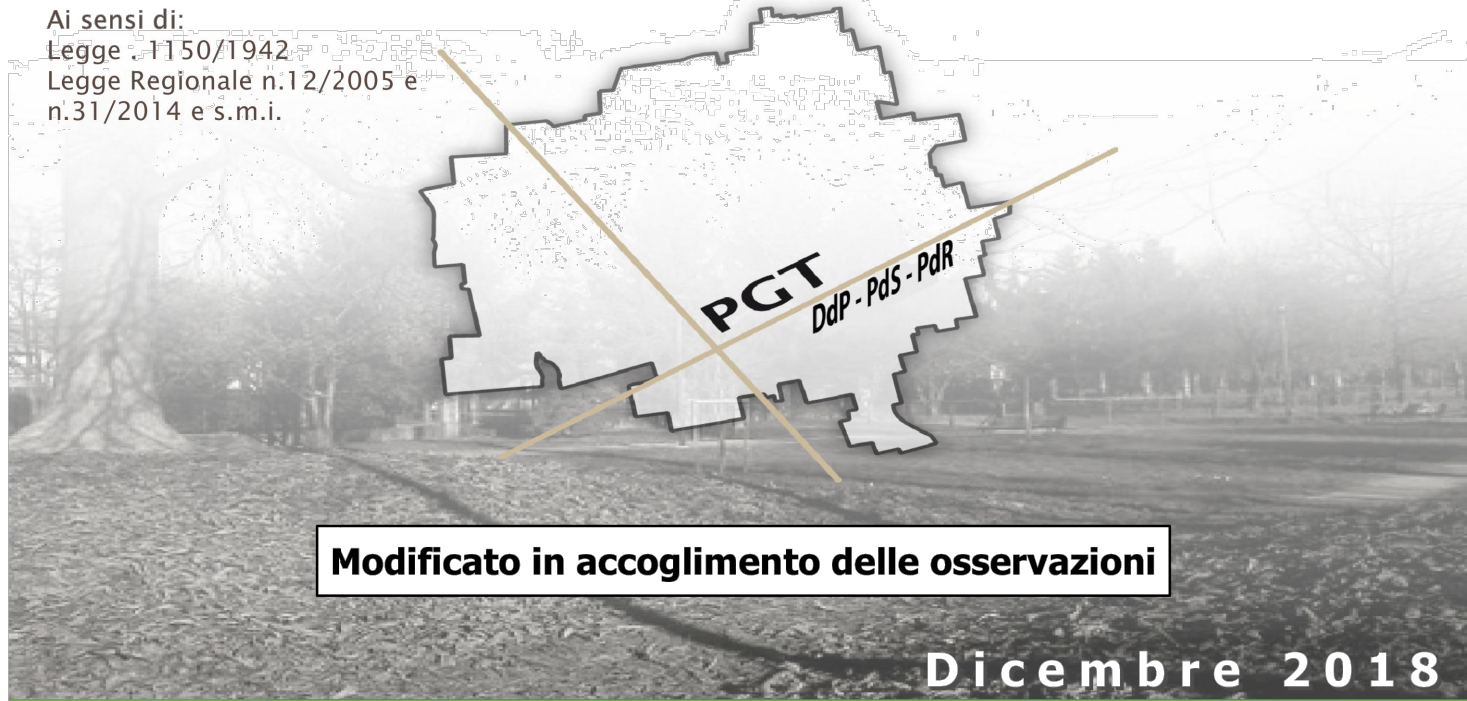 Ai sensi di:
Legge . 1150/1942
Legge Regionale n.12/2005 e
n.31/2014 e s.m.i.
PGT
DdP - PdS - PdR
Modificato in accoglimento delle osservazioni
Dicembre 2018